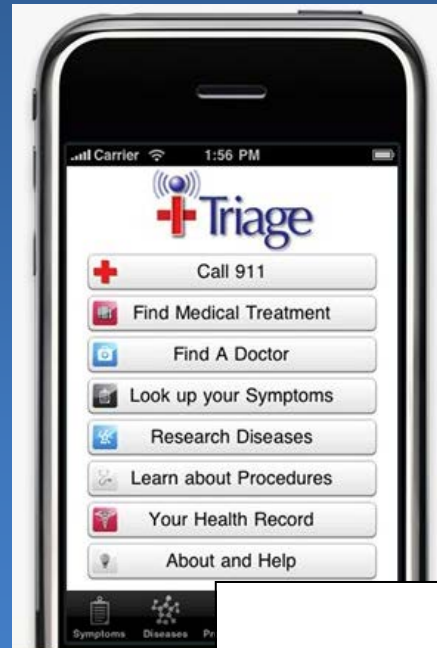 Carrier 1:56 PM
Triage
Call 911
Find Medical Treatment
Find A Doctor
Look up your Symptoms
Research Diseases
Learn about Procedures
Your Health Record
About and Help
Symptoms Diseases